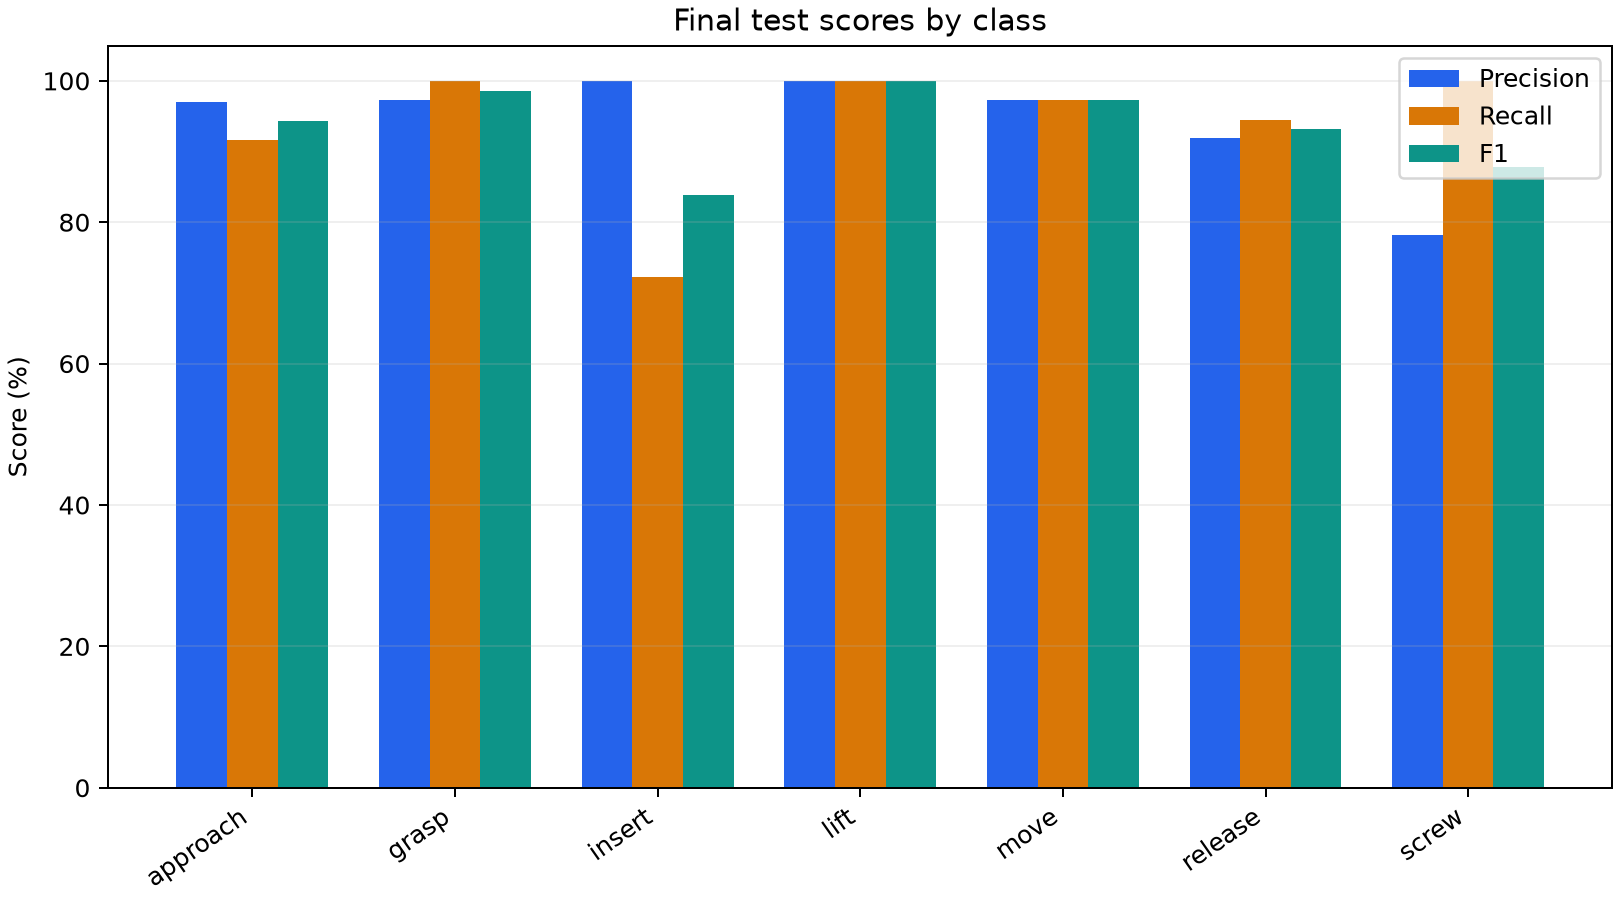 Final test scores by class
Precision
Recall
F1
Score (%)
100
80
60
40
20
0
approach
grasp
insert
lift
move
release
screw